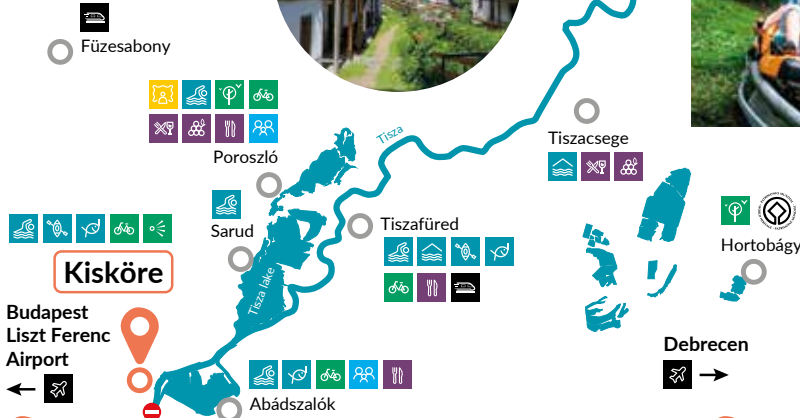 Füzesabony
Tisza
Tiszacsege
Poroszló
Sarud
Tiszafüred
Hortobágy
Kisköre
Tisza lake
Budapest
Liszt Ferenc
Airport
Debrecen
Abádszalók